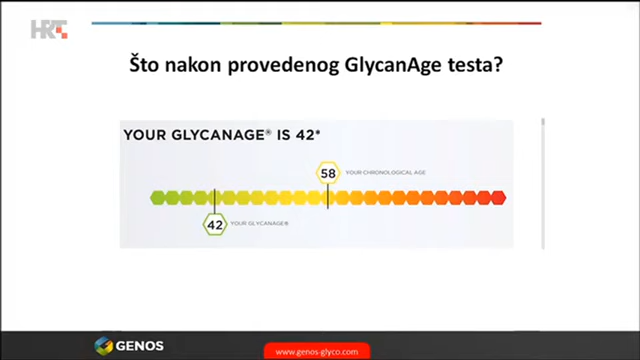 HRT
Što nakon provedenog GlycanAge testa?
YOUR GLYCANAGE® IS 42*
58 YOUR CHRONOLOGICAL AGE
42 YOUR GLYCANAGE®
GENOS
www.genos-glyco.com